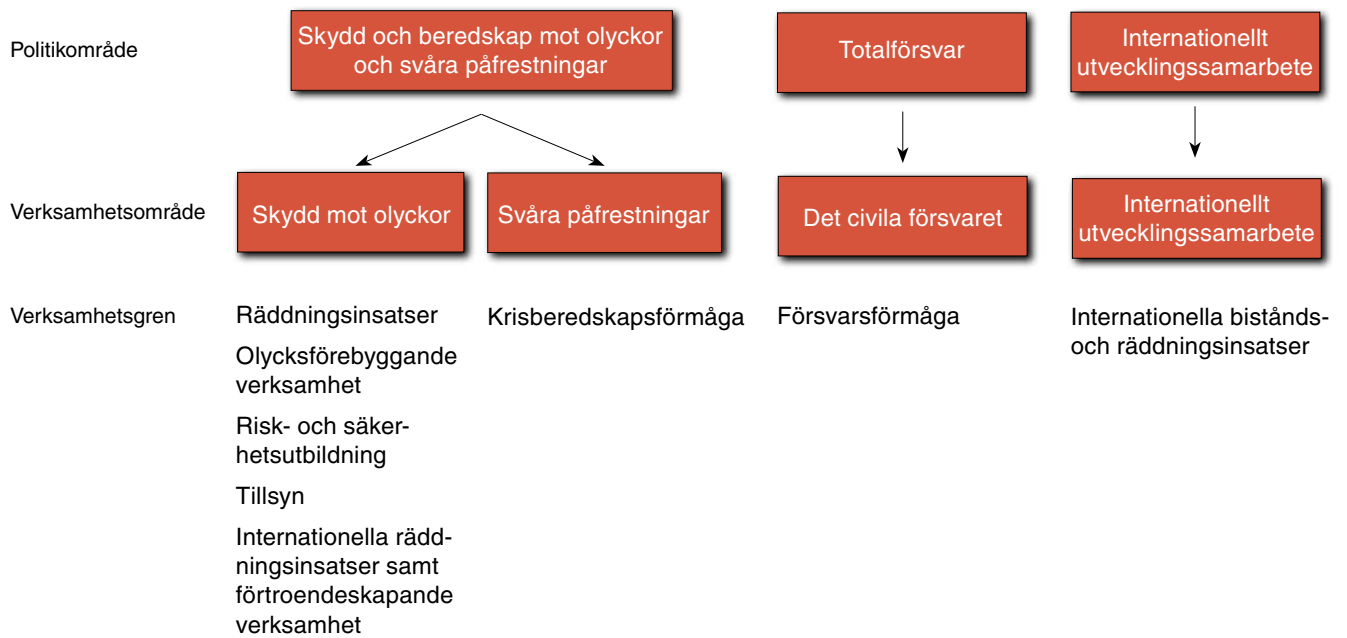 Politikområde
Skydd och beredskap mot olyckor
och svåra påfrestningar
Totalförsvar
Internationellt
utvecklingssamarbete
Verksamhetsområde
Skydd mot olyckor
Svåra påfrestningar
Det civila försvaret
Internationellt
utvecklingssamarbete
Verksamhetsgren
Räddningsinsatser
Olycksförebyggande
verksamhet
Risk- och säker-
hetsutbildning
Tillsyn
Internationella rädd-
ningsinsatser samt
förtroendeskapande
verksamhet
Krisberedskapsförmåga
Försvarsförmåga
Internationella bistånds-
och räddningsinsatser